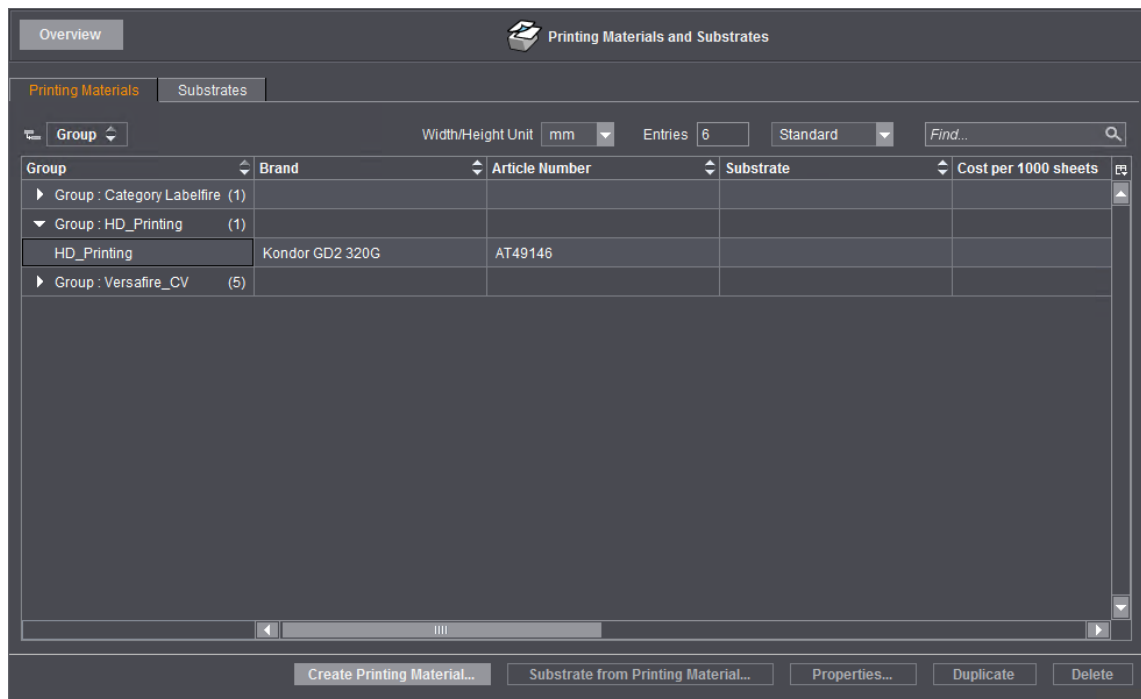 Overview
Printing Materials and Substrates
Printing Materials Substrates
Group Width/Height Unit mm Entries 6 Standard Find...
Group Brand Article Number Substrate Cost per 1000 sheets
Group : Category Labelfire (1)
Group : HD_Printing (1)
HD_Printing Kondor GD2 320G AT49146
Group : Versafire_CV (5)
Create Printing Material... Substrate from Printing Material... Properties... Duplicate Delete